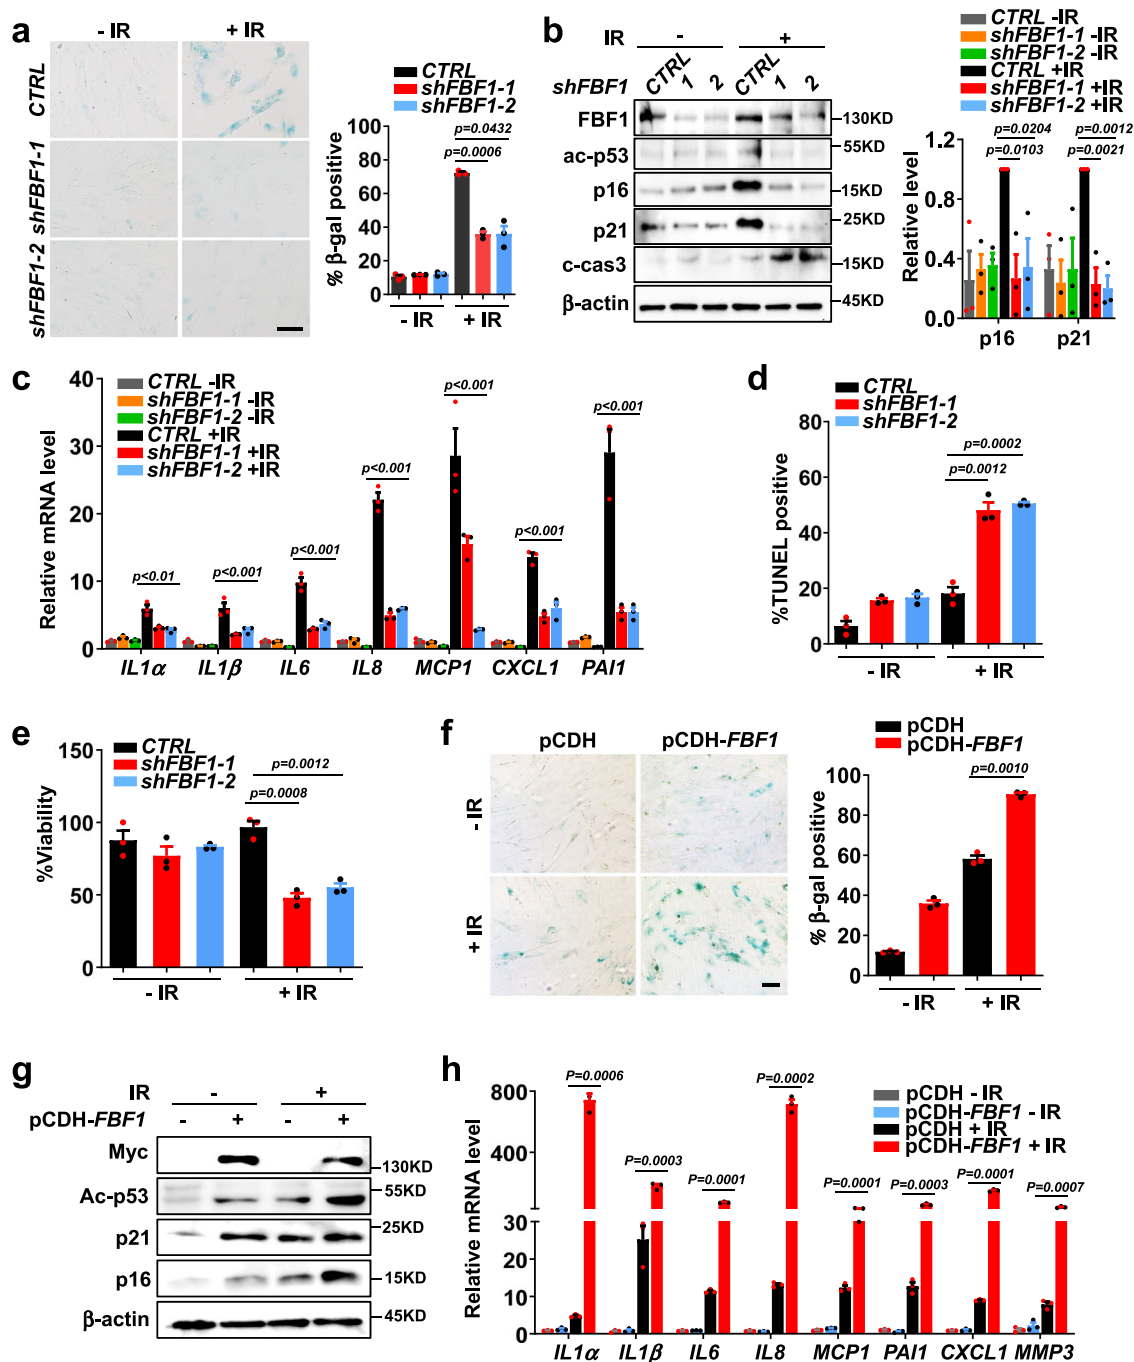 a
- IR
+ IR
CTRL
shFBF1-1
shFBF1-2
CTRL
shFBF1-1
shFBF1-2
p=0.0432
p=0.0006
% β-gal positive
100
80
60
40
20
0
- IR
+ IR
b
IR
-
+
shFBF1
CTRL
1
2
CTRL
1
2
FBF1
130KD
ac-p53
55KD
p16
15KD
p21
25KD
c-cas3
15KD
β-actin
45KD
CTRL -IR
shFBF1-1 -IR
shFBF1-2 -IR
CTRL +IR
shFBF1-1 +IR
shFBF1-2 +IR
p=0.0204
p=0.0012
p=0.0103
p=0.0021
Relative level
1.2
0.8
0.4
0.0
p16
p21
c
CTRL -IR
shFBF1-1 -IR
shFBF1-2 -IR
CTRL +IR
shFBF1-1 +IR
shFBF1-2 +IR
Relative mRNA level
40
30
20
10
0
p<0.01
p<0.001
p<0.001
p<0.001
p<0.001
p<0.001
p<0.001
IL1α
IL1β
IL6
IL8
MCP1
CXCL1
PAI1
d
CTRL
shFBF1-1
shFBF1-2
%TUNEL positive
80
60
40
20
0
p=0.0002
p=0.0012
- IR
+ IR
e
CTRL
shFBF1-1
shFBF1-2
%Viability
150
100
50
0
p=0.0012
p=0.0008
- IR
+ IR
f
pCDH
pCDH-FBF1
- IR
+ IR
pCDH
pCDH-FBF1
% β-gal positive
100
80
60
40
20
0
p=0.0010
- IR
+ IR
g
IR
-
+
pCDH-FBF1
-
+
-
+
Myc
130KD
Ac-p53
55KD
p21
25KD
p16
15KD
β-actin
45KD
h
pCDH - IR
pCDH-FBF1 - IR
pCDH + IR
pCDH-FBF1 + IR
Relative mRNA level
800
400
30
20
10
0
P=0.0006
P=0.0003
P=0.0001
P=0.0002
P=0.0001
P=0.0003
P=0.0001
P=0.0007
IL1α
IL1β
IL6
IL8
MCP1
PAI1
CXCL1
MMP3